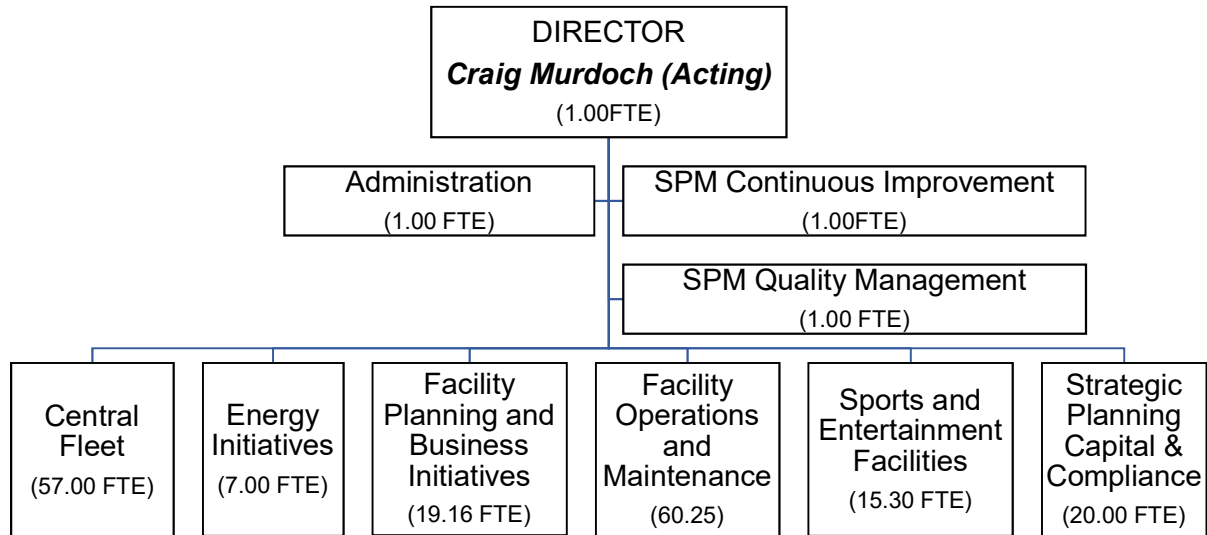 DIRECTOR
Craig Murdoch (Acting)
(1.00FTE)
Administration
(1.00 FTE)
SPM Continuous Improvement
(1.00FTE)
SPM Quality Management
(1.00 FTE)
Central
Fleet
(57.00 FTE)
Energy
Initiatives
(7.00 FTE)
Facility
Planning and
Business
Initiatives
(19.16 FTE)
Facility
Operations
and
Maintenance
(60.25)
Sports and
Entertainment
Facilities
(15.30 FTE)
Strategic
Planning
Capital &
Compliance
(20.00 FTE)